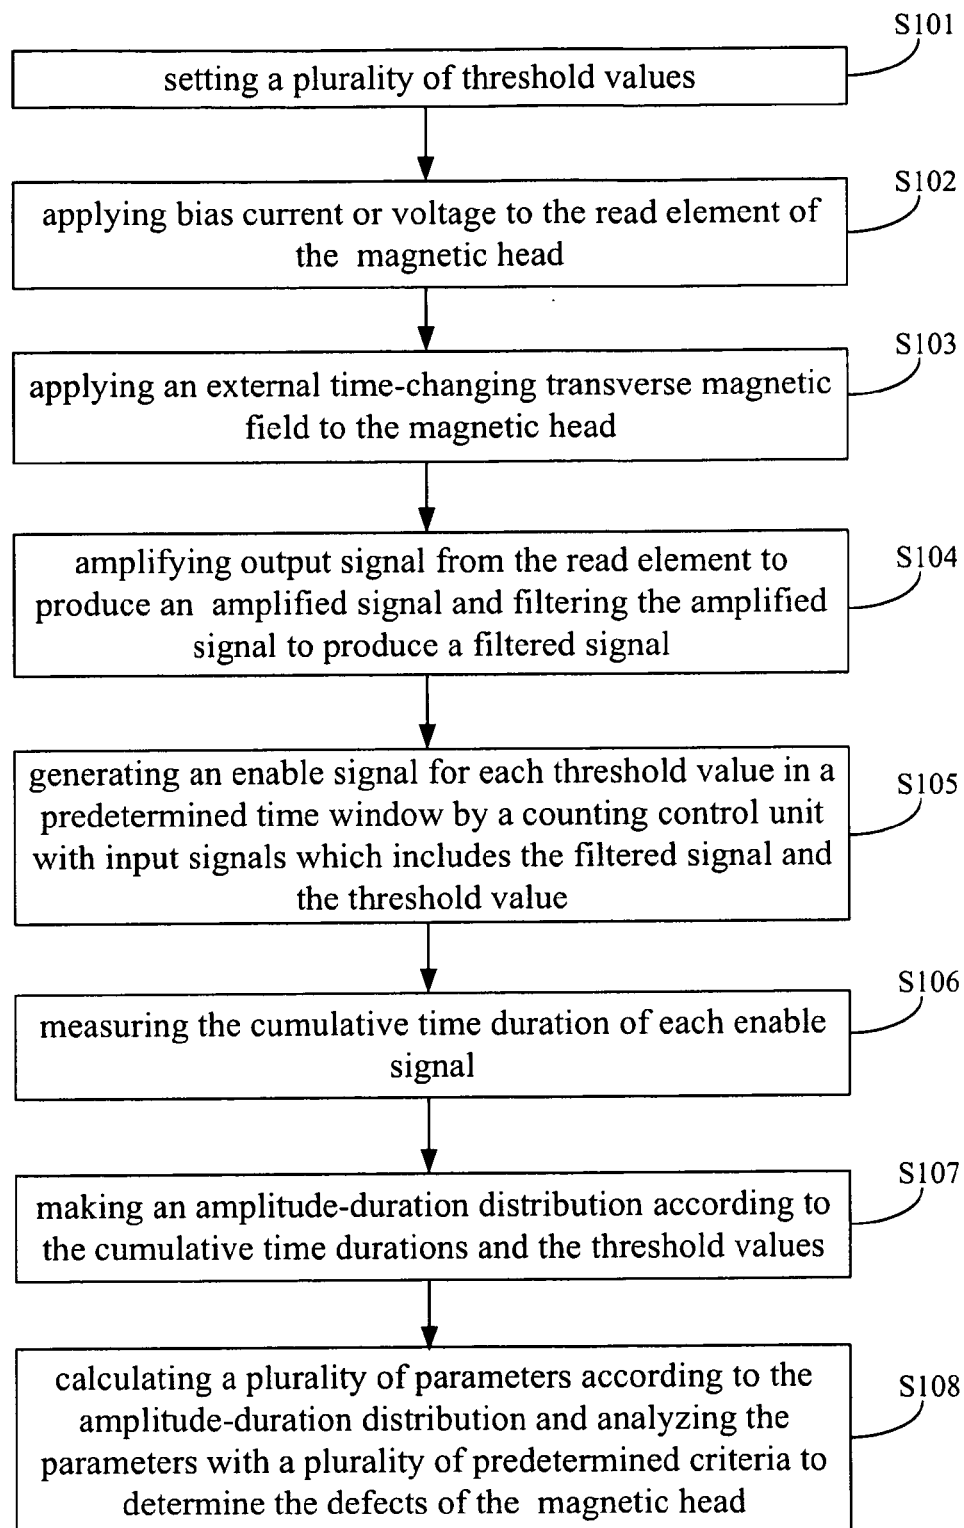 S101
setting a plurality of threshold values
S102
applying bias current or voltage to the read element of
the magnetic head
S103
applying an external time-changing transverse magnetic
field to the magnetic head
S104
amplifying output signal from the read element to
produce an amplified signal and filtering the amplified
signal to produce a filtered signal
S105
generating an enable signal for each threshold value in a
predetermined time window by a counting control unit
with input signals which includes the filtered signal and
the threshold value
S106
measuring the cumulative time duration of each enable
signal
S107
making an amplitude-duration distribution according to
the cumulative time durations and the threshold values
S108
calculating a plurality of parameters according to the
amplitude-duration distribution and analyzing the
parameters with a plurality of predetermined criteria to
determine the defects of the magnetic head